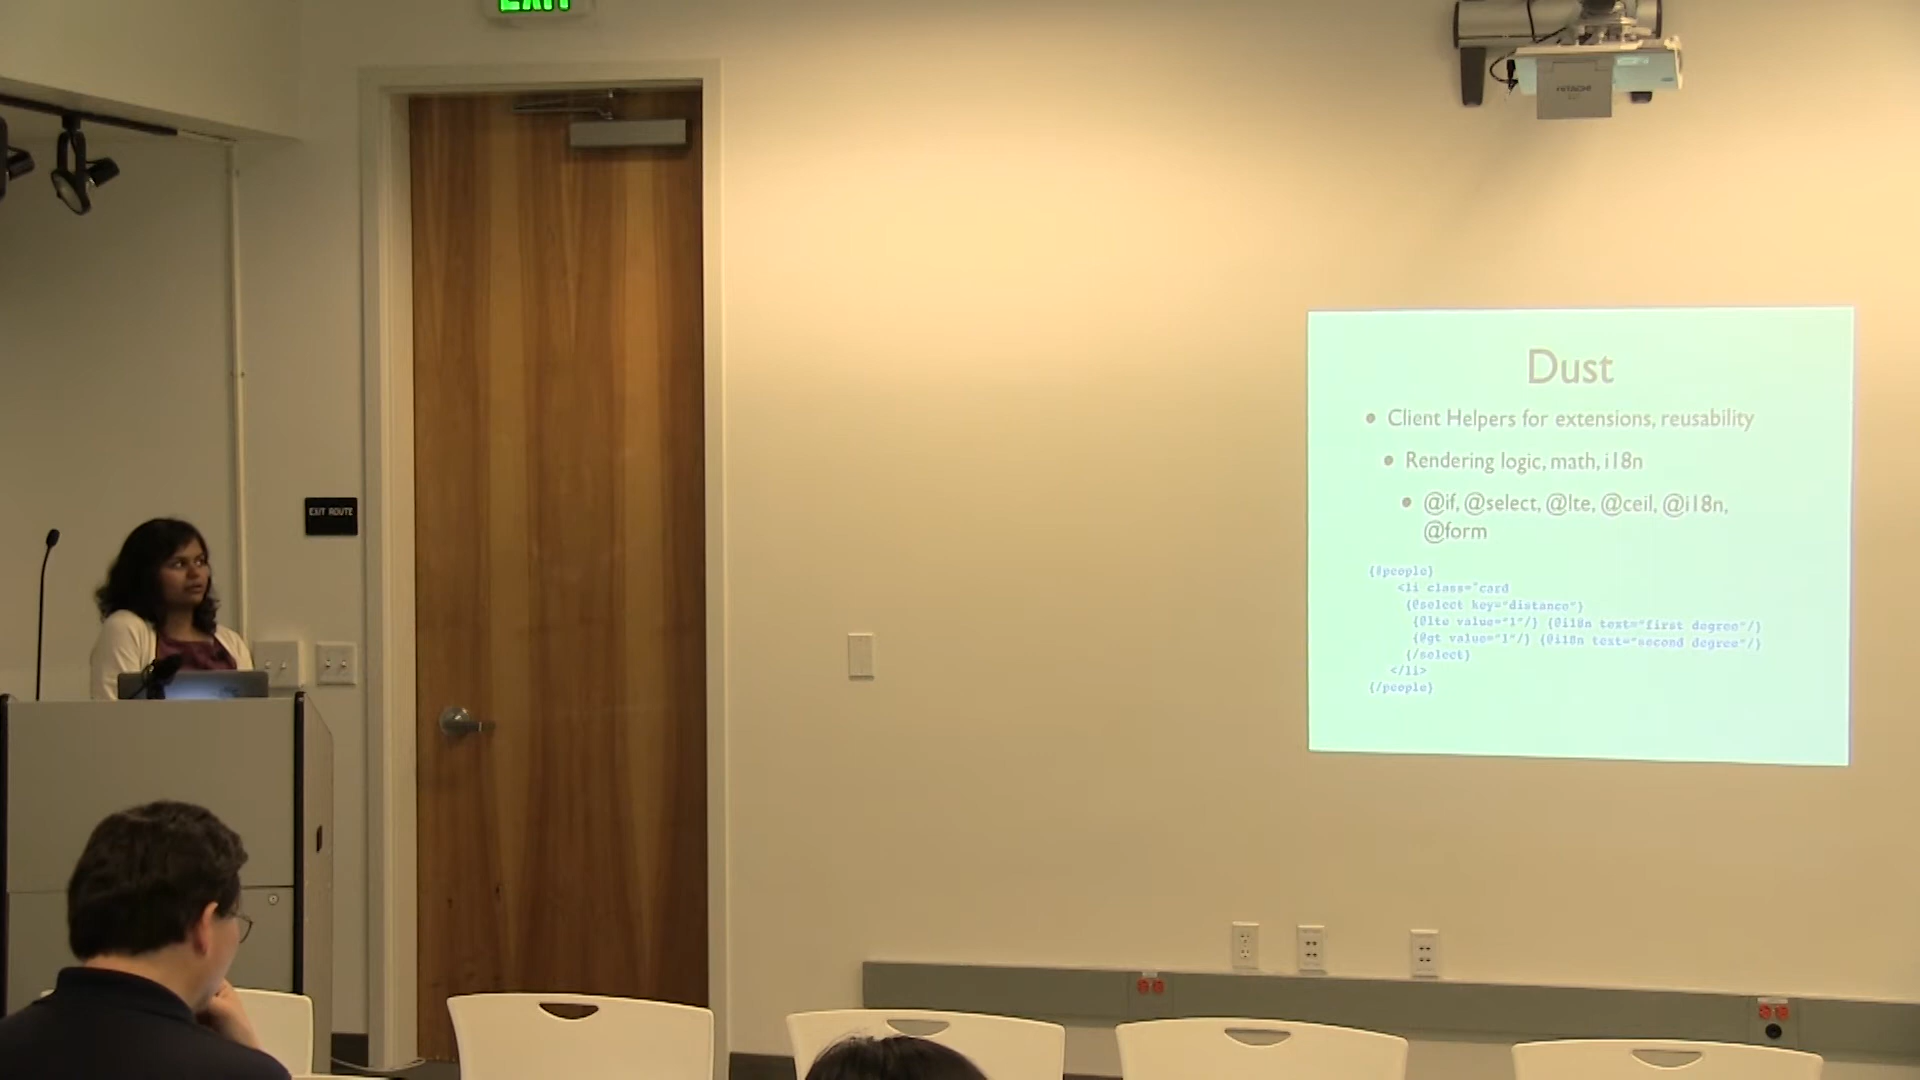 EXIT
HITACHI
EXIT ROUTE
Dust
• Client Helpers for extensions, reusability
• Rendering logic, math, i18n
• @if, @select, @lte, @ceil, @i18n,
@form
{#people}
<li class="card
{@select key="distance"}
{@lte value="1"/} {@i18n text="first degree"/}
{@gt value="1"/} {@i18n text="second degree"/}
{/select}
</li>
{/people}